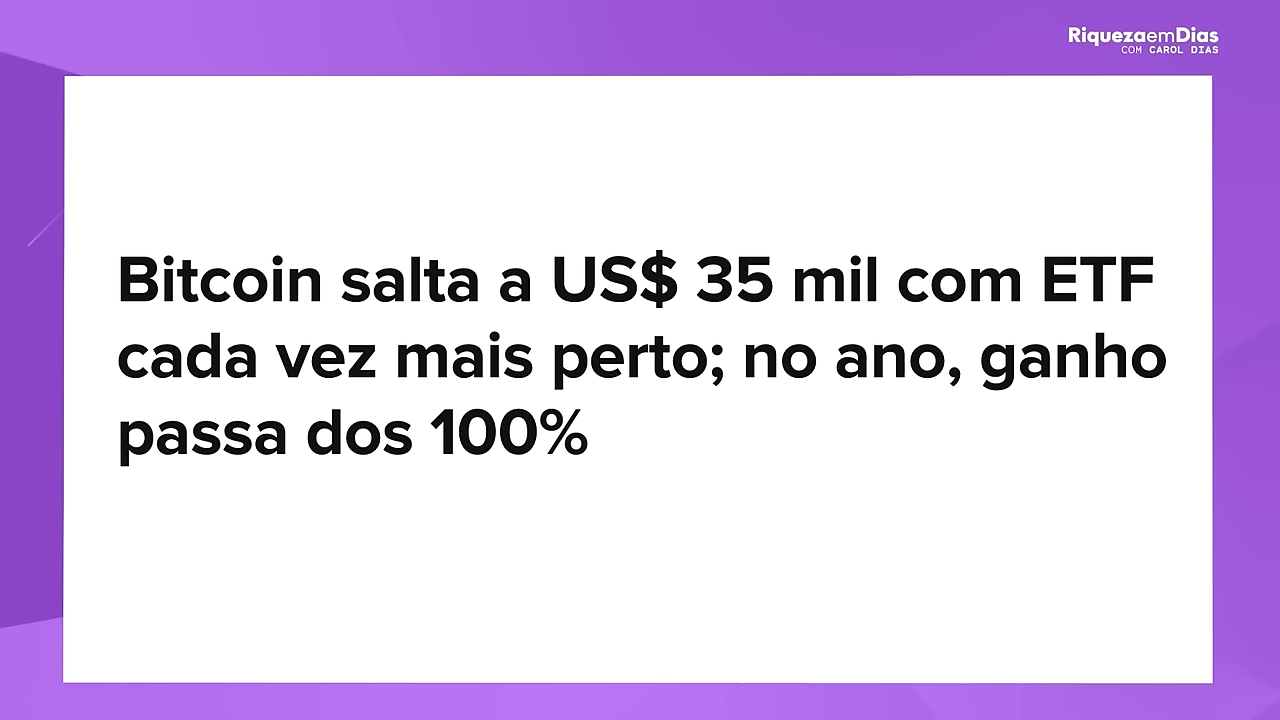 RiquezaemDias
COM CAROL DIAS
Bitcoin salta a US$ 35 mil com ETF
cada vez mais perto; no ano, ganho
passa dos 100%